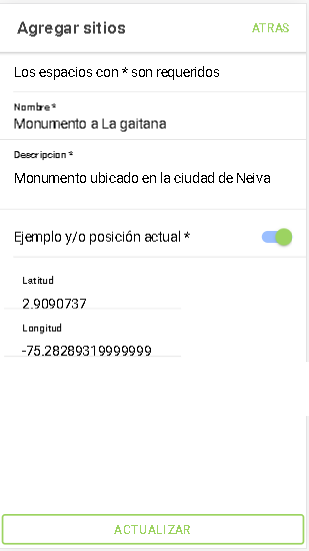 Agregar sitios
ATRAS
Los espacios con * son requeridos
Nombre *
Monumento a La gaitana
Descripcion *
Monumento ubicado en la ciudad de Neiva
Ejemplo y/o posición actual *
Latitud
2.9090737
Longitud
-75.28289319999999
ACTUALIZAR